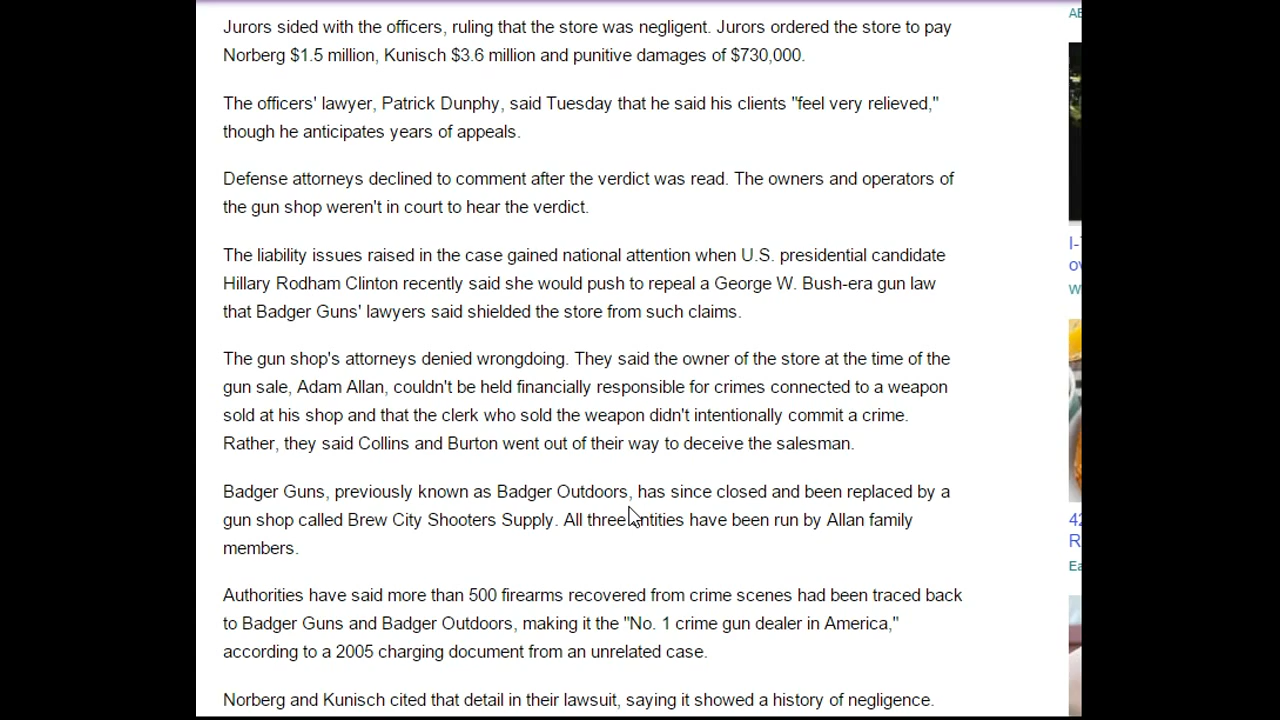 Jurors sided with the officers, ruling that the store was negligent. Jurors ordered the store to pay
Norberg $1.5 million, Kunisch $3.6 million and punitive damages of $730,000.
The officers' lawyer, Patrick Dunphy, said Tuesday that he said his clients "feel very relieved,"
though he anticipates years of appeals.
Defense attorneys declined to comment after the verdict was read. The owners and operators of
the gun shop weren't in court to hear the verdict.
The liability issues raised in the case gained national attention when U.S. presidential candidate
Hillary Rodham Clinton recently said she would push to repeal a George W. Bush-era gun law
that Badger Guns' lawyers said shielded the store from such claims.
The gun shop's attorneys denied wrongdoing. They said the owner of the store at the time of the
gun sale, Adam Allan, couldn't be held financially responsible for crimes connected to a weapon
sold at his shop and that the clerk who sold the weapon didn't intentionally commit a crime.
Rather, they said Collins and Burton went out of their way to deceive the salesman.
Badger Guns, previously known as Badger Outdoors, has since closed and been replaced by a
gun shop called Brew City Shooters Supply. All three entities have been run by Allan family
members.
Authorities have said more than 500 firearms recovered from crime scenes had been traced back
to Badger Guns and Badger Outdoors, making it the "No. 1 crime gun dealer in America,"
according to a 2005 charging document from an unrelated case.
Norberg and Kunisch cited that detail in their lawsuit, saying it showed a history of negligence.